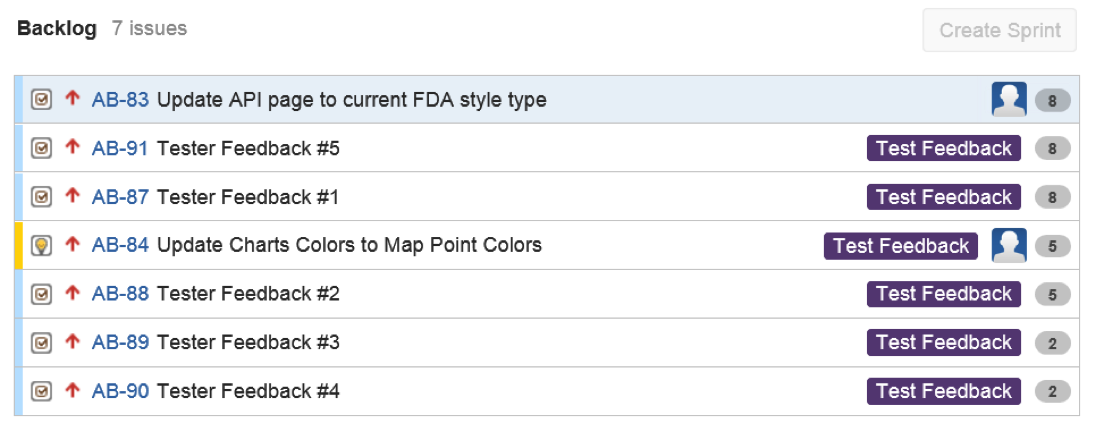 Backlog 7 issues Create Sprint
AB-83 Update API page to current FDA style type 8
AB-91 Tester Feedback #5 Test Feedback 8
AB-87 Tester Feedback #1 Test Feedback 8
AB-84 Update Charts Colors to Map Point Colors Test Feedback 5
AB-88 Tester Feedback #2 Test Feedback 5
AB-89 Tester Feedback #3 Test Feedback 2
AB-90 Tester Feedback #4 Test Feedback 2